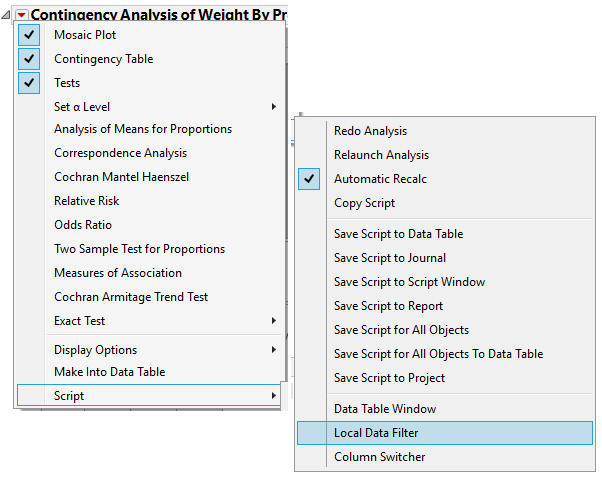 Contingency Analysis of Weight By Pr
Mosaic Plot
Contingency Table
Tests
Set α Level
Analysis of Means for Proportions
Correspondence Analysis
Cochran Mantel Haenszel
Relative Risk
Odds Ratio
Two Sample Test for Proportions
Measures of Association
Cochran Armitage Trend Test
Exact Test
Display Options
Make Into Data Table
Script
Redo Analysis
Relaunch Analysis
Automatic Recalc
Copy Script
Save Script to Data Table
Save Script to Journal
Save Script to Script Window
Save Script to Report
Save Script for All Objects
Save Script for All Objects To Data Table
Save Script to Project
Data Table Window
Local Data Filter
Column Switcher